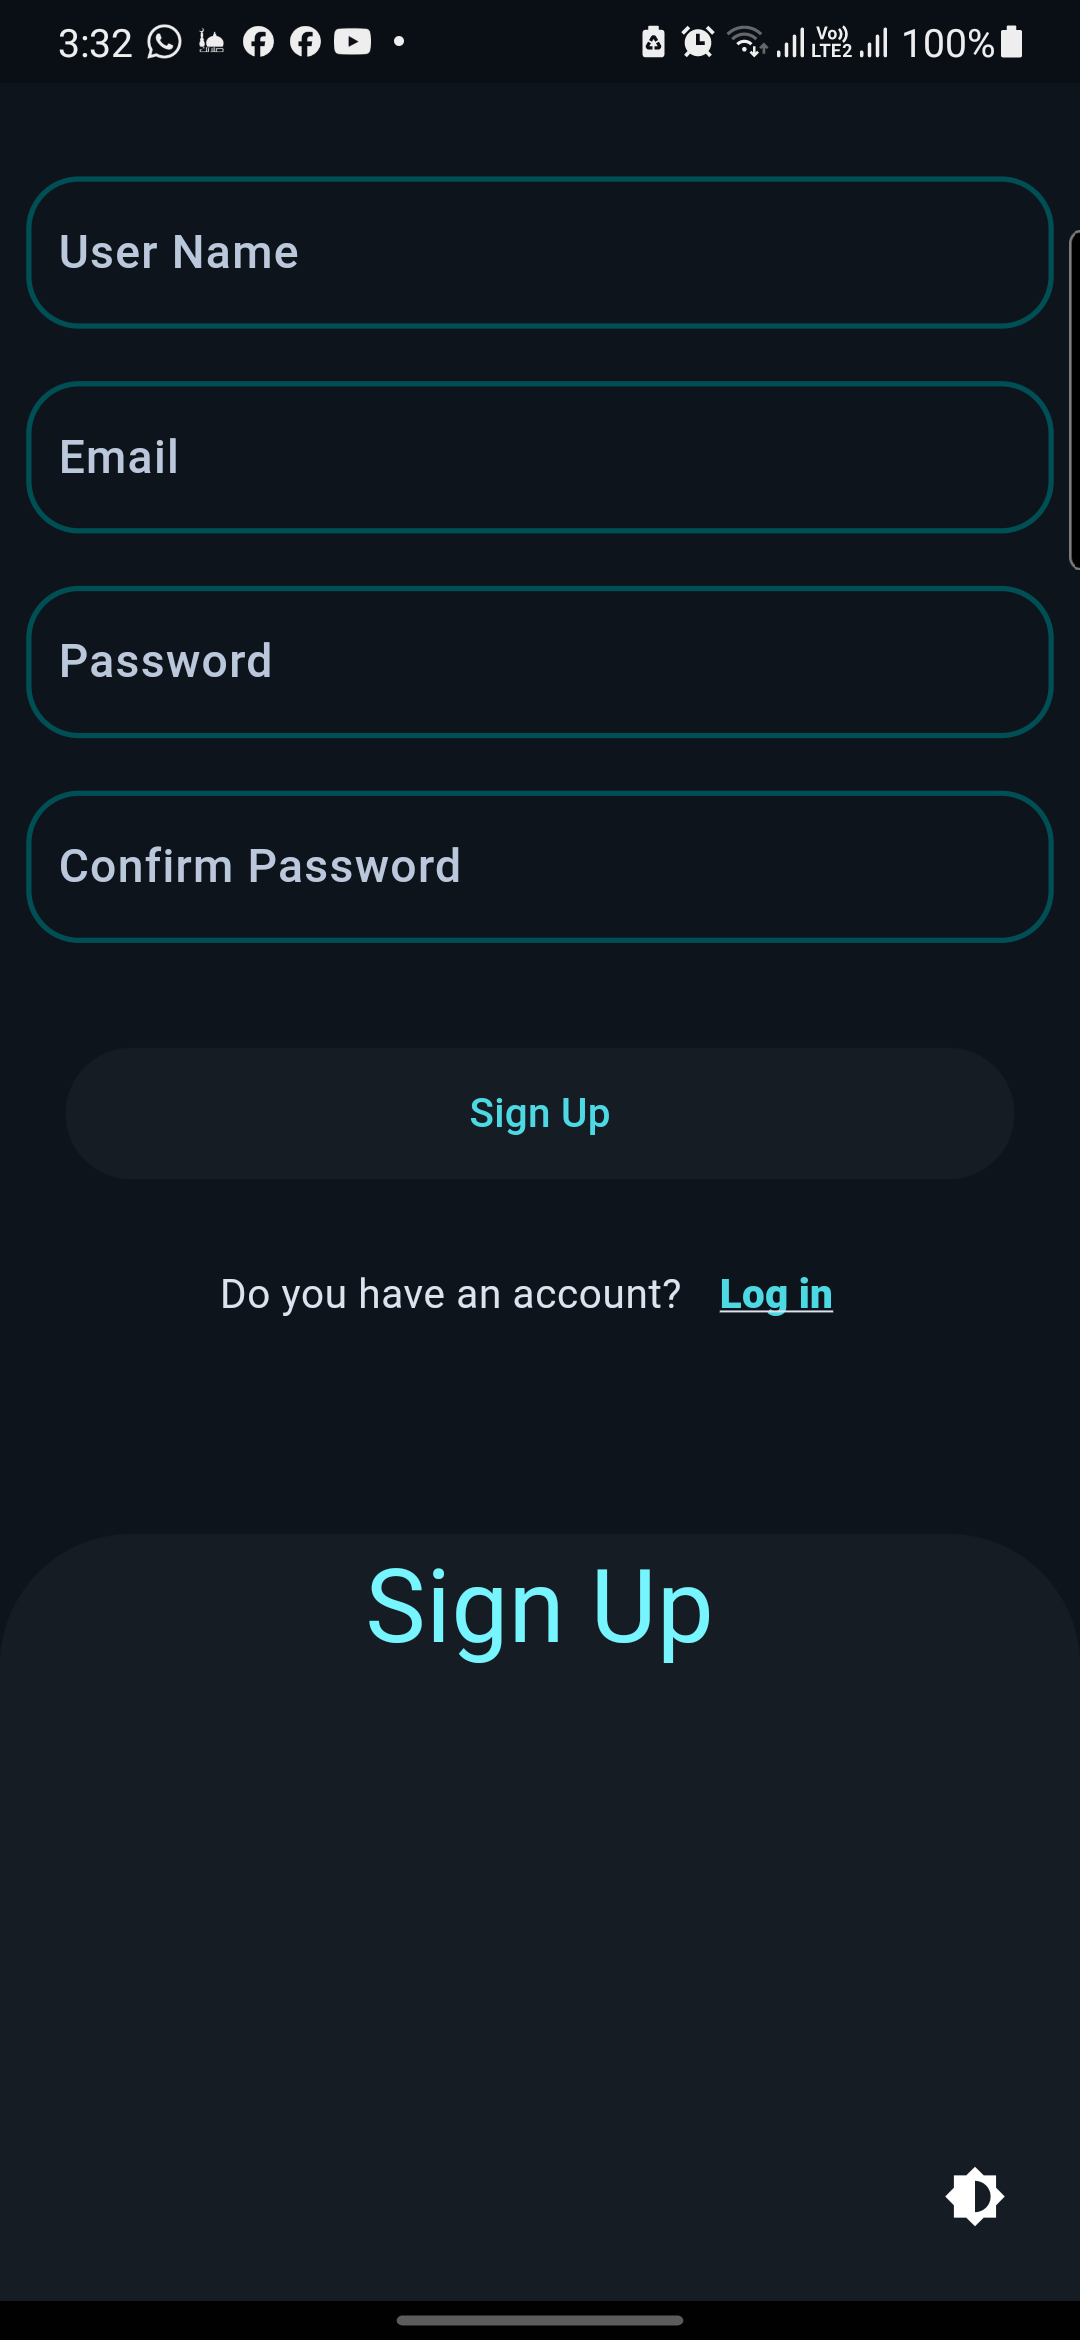 3:32 Vo)) LTE2 100%
User Name
Email
Password
Confirm Password
Sign Up
Do you have an account? Log in
Sign Up